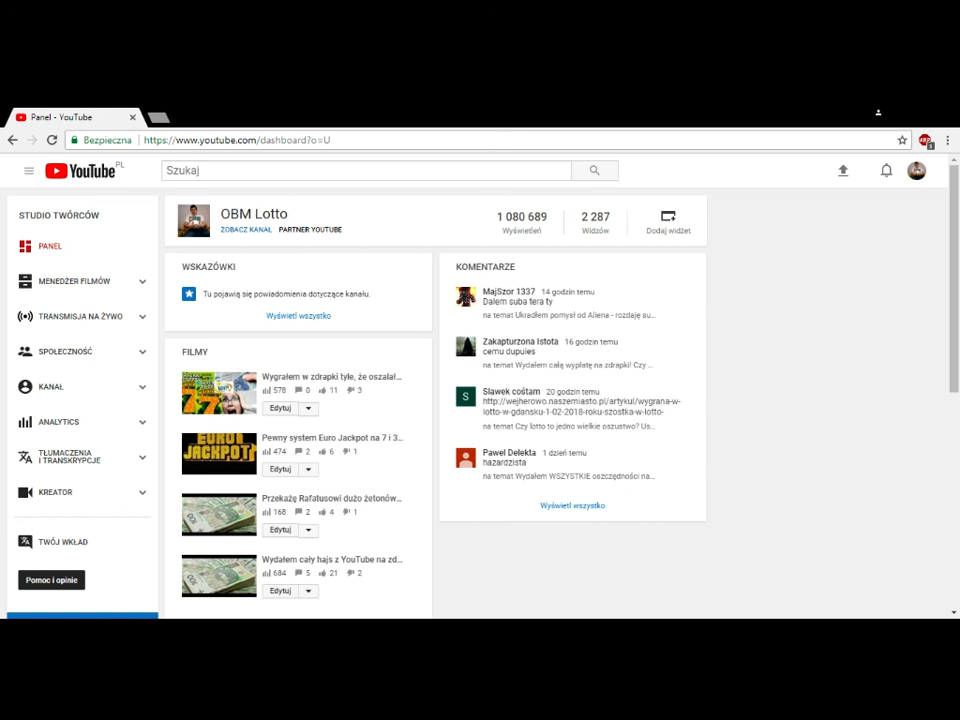 Panel - YouTube
Bezpieczna
https://www.youtube.com/dashboard?o=U
YouTube PL
Szukaj
STUDIO TWÓRCÓW
PANEL
MENEDŻER FILMÓW
TRANSMISJA NA ŻYWO
SPOŁECZNOŚĆ
KANAŁ
ANALYTICS
TŁUMACZENIA
I TRANSKRYPCJE
KREATOR
TWÓJ WKŁAD
Pomoc i opinie
OBM Lotto
ZOBACZ KANAŁ PARTNER YOUTUBE
1 080 689
Wyświetleń
2 287
Widzów
Dodaj widżet
WSKAZÓWKI
Tu pojawią się powiadomienia dotyczące kanału.
Wyświetl wszystko
FILMY
Wygrałem w zdrapki tyle, że oszalał...
578 0 11 3
Edytuj
EURO
JACKPOT
Pewny system Euro Jackpot na 7 i 3...
474 2 6 1
Edytuj
Przekażę Rafatusowi dużo żetonów...
168 2 4 1
Edytuj
Wydałem cały hajs z YouTube na zd...
684 5 21 2
Edytuj
KOMENTARZE
MajSzor 1337 14 godzin temu
Dalem suba tera ty
na temat Ukradłem pomysł od Aliena - rozdaję su...
Zakapturzona Istota 16 godzin temu
cemu dupuies
na temat Wydałem całą wypłatę na zdrapki! Czy ...
S
Slawek cośtam 20 godzin temu
http://wejherowo.naszemiasto.pl/artykul/wygrana-w-
lotto-w-gdansku-1-02-2018-roku-szostka-w-lotto-
na temat Czy lotto to jedno wielkie oszustwo? Us...
Pawel Delekta 1 dzień temu
hazardzista
na temat Wydałem WSZYSTKIE oszczędności na...
Wyświetl wszystko